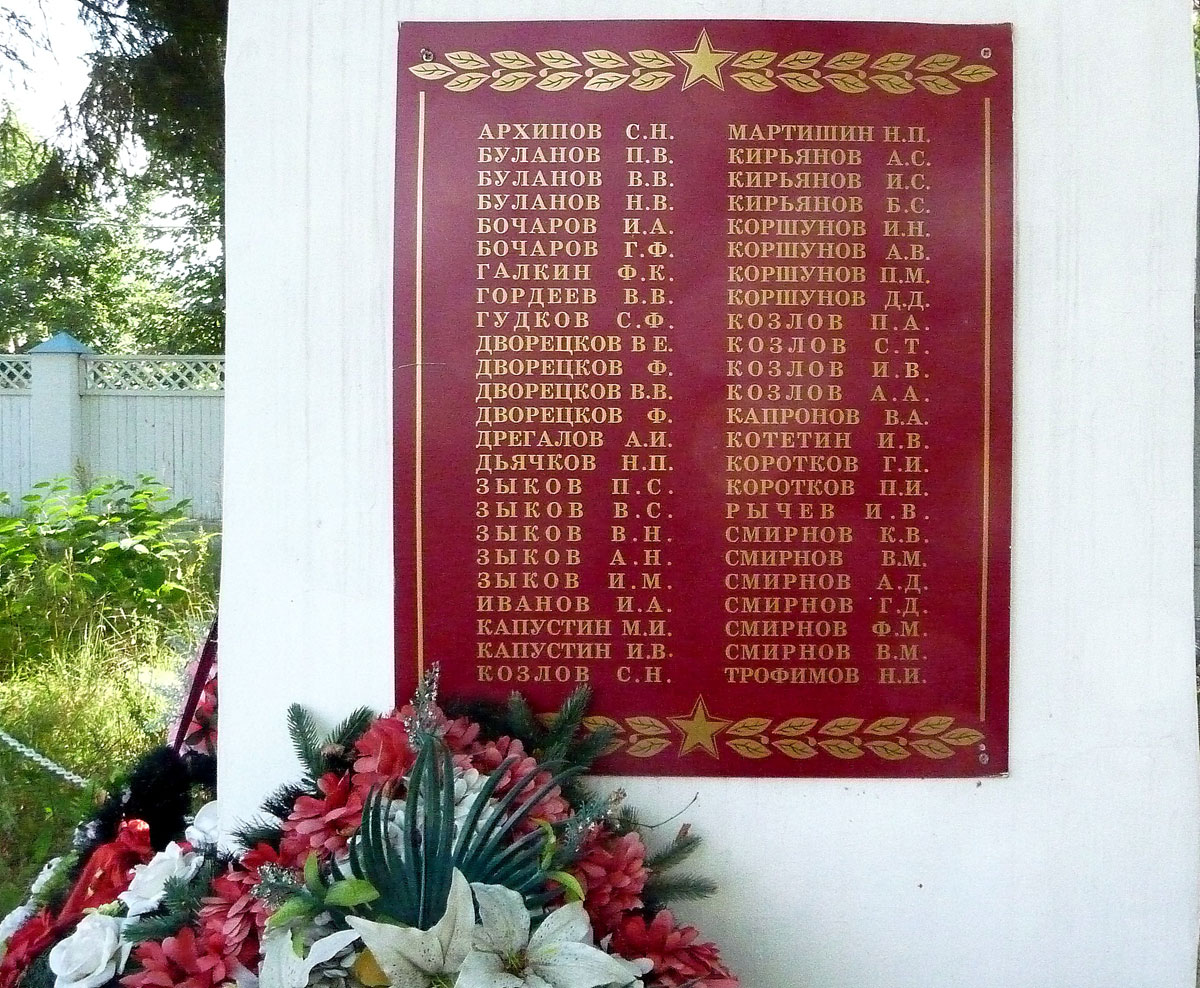 АРХИПОВ С.Н.
БУЛАНОВ П.В.
БУЛАНОВ В.В.
БУЛАНОВ Н.В.
БОЧАРОВ И.А.
БОЧАРОВ Г.Ф.
ГАЛКИН Ф.К.
ГОРДЕЕВ В.В.
ГУДКОВ С.Ф.
ДВОРЕЦКОВ В Е.
ДВОРЕЦКОВ Ф.
ДВОРЕЦКОВ В.В.
ДВОРЕЦКОВ Ф.
ДРЕГАЛОВ А.И.
ДЬЯЧКОВ Н.П.
ЗЫКОВ П.С.
ЗЫКОВ В.С.
ЗЫКОВ В.Н.
ЗЫКОВ А.Н.
ЗЫКОВ И.М.
ИВАНОВ И.А.
КАПУСТИН М.И.
КАПУСТИН И.В.
КОЗЛОВ С.Н.
МАРТИШИН Н.П.
КИРЬЯНОВ А.С.
КИРЬЯНОВ И.С.
КИРЬЯНОВ Б.С.
КОРШУНОВ И.Н.
КОРШУНОВ А.В.
КОРШУНОВ П.М.
КОРШУНОВ Д.Д.
КОЗЛОВ П.А.
КОЗЛОВ С.Т.
КОЗЛОВ И.В.
КОЗЛОВ А.А.
КАПРОНОВ В.А.
КОТЕТИН И.В.
КОРОТКОВ Г.И.
КОРОТКОВ П.И.
РЫЧЕВ И.В.
СМИРНОВ К.В.
СМИРНОВ В.М.
СМИРНОВ А.Д.
СМИРНОВ Г.Д.
СМИРНОВ Ф.М.
СМИРНОВ В.М.
ТРОФИМОВ Н.И.